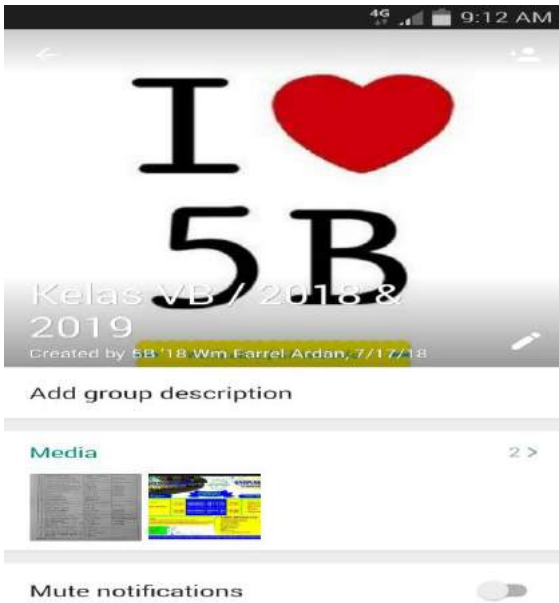 4G 9:12 AM
I
5B
Kelas VB / 2018 &
2019
Created by 5B '18 Wm Farrel Ardan, 7/17/18
Add group description
Media 2 >
Mute notifications